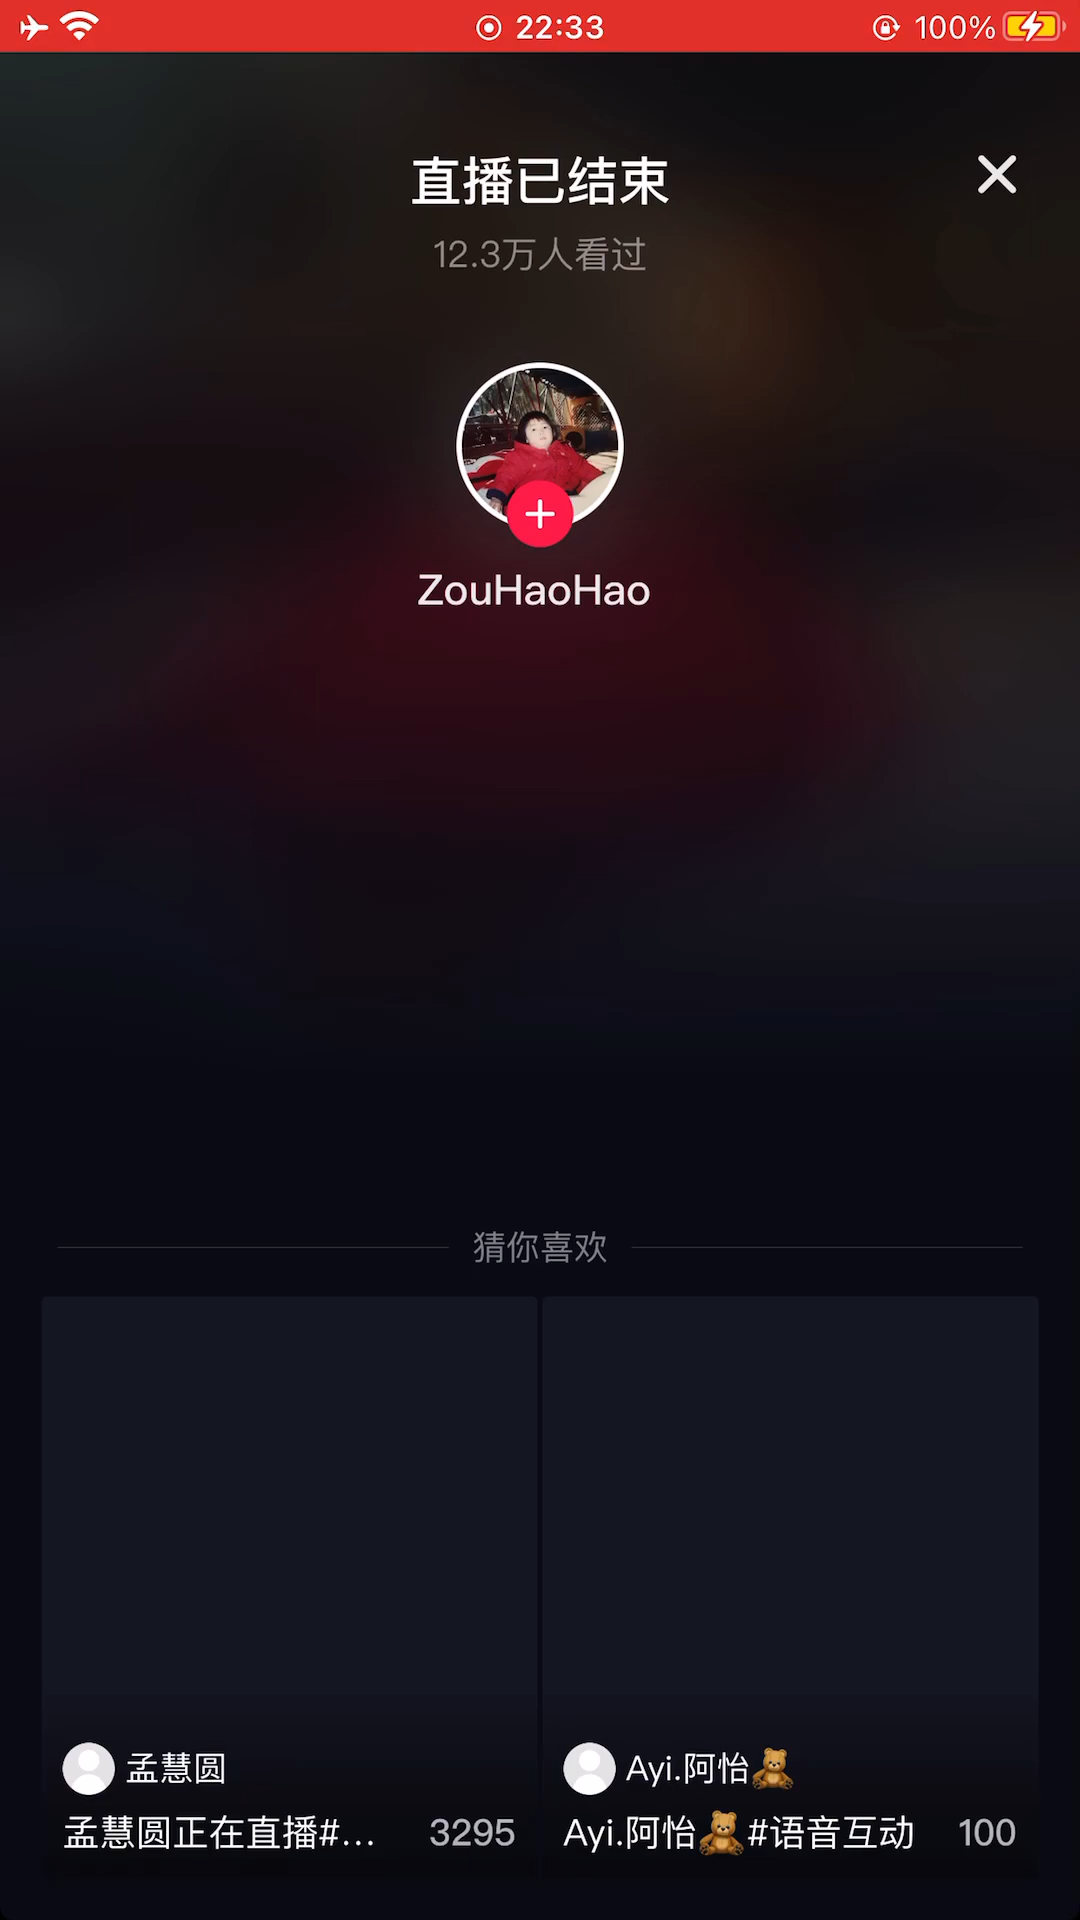 22:33
100%
直播已结束
12.3万人看过
ZouHaoHao
猜你喜欢
孟慧圆
孟慧圆正在直播#... 3295
Ayi.阿怡🧸
Ayi.阿怡🧸#语音互动 100